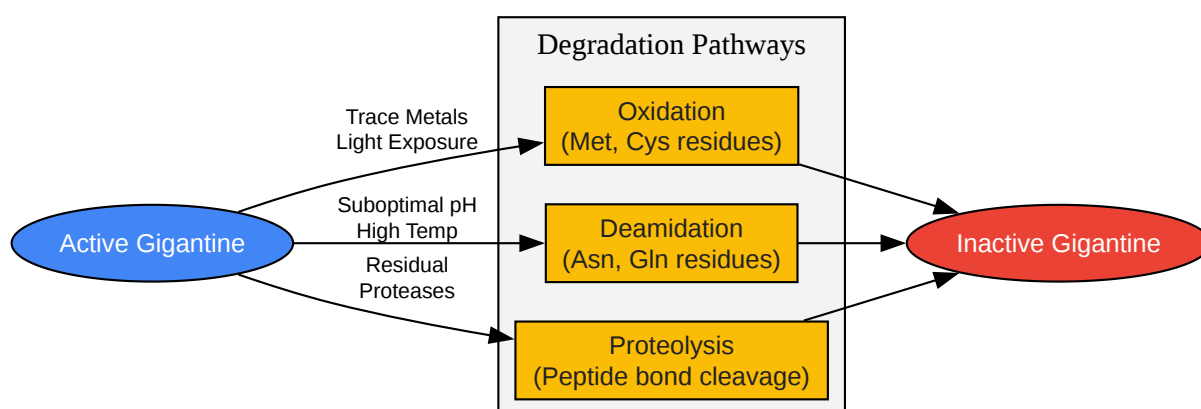 Degradation Pathways
Trace Metals
Light Exposure
Oxidation
(Met, Cys residues)
Active Gigantine
Suboptimal pH
High Temp
Deamidation
(Asn, Gln residues)
Inactive Gigantine
Residual
Proteases
Proteolysis
(Peptide bond cleavage)